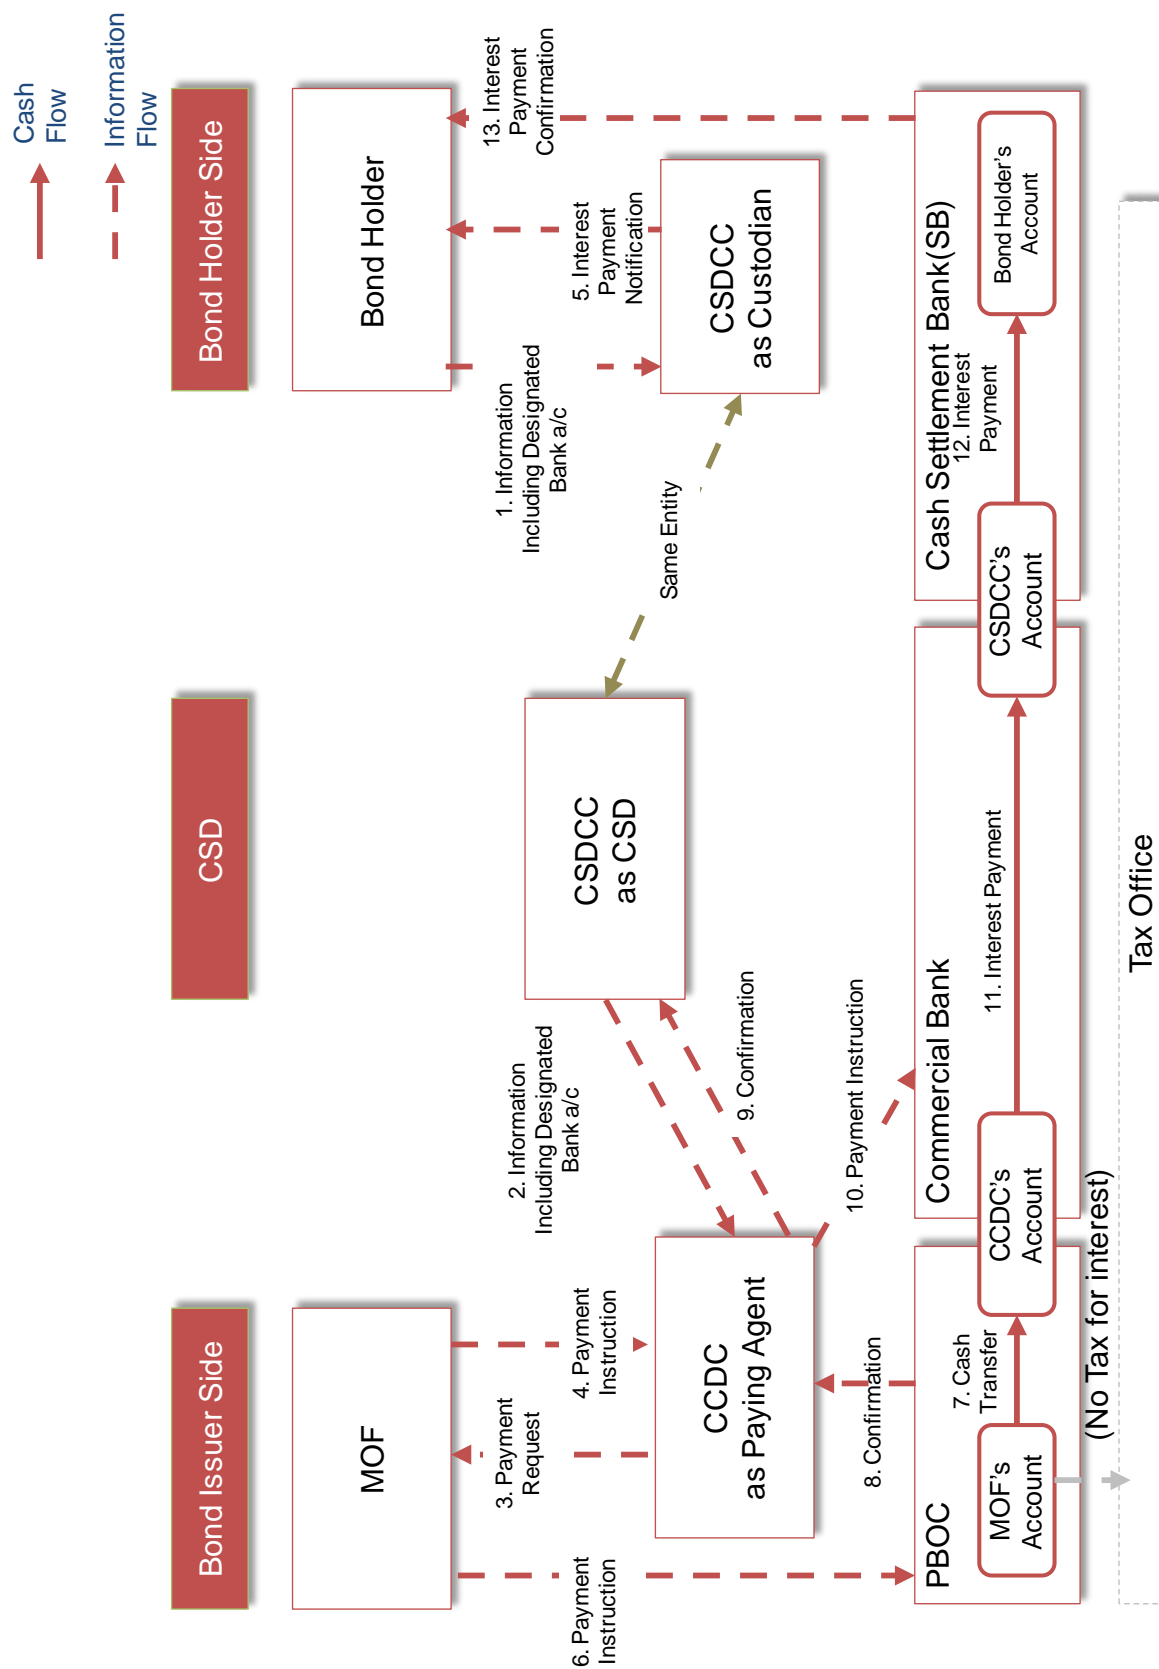 Cash
Flow
Information
Flow
Bond Issuer Side
CSD
Bond Holder Side
MOF
Bond Holder
6. Payment
Instruction
3. Payment
Request
4. Payment
Instruction
2. Information
Including Designated
Bank a/c
1. Information
Including Designated
Bank a/c
5. Interest
Payment
Notification
13. Interest
Payment
Confirmation
CSDCC
as CSD
Same Entity
CCDC
as Paying Agent
9. Confirmation
CSDCC
as Custodian
8. Confirmation
10. Payment Instruction
PBOC
Commercial Bank
Cash Settlement Bank(SB)
7. Cash
Transfer
11. Interest Payment
12. Interest
Payment
MOF's
Account
CCDC's
Account
CSDCC's
Account
Bond Holder's
Account
(No Tax for interest)
Tax Office